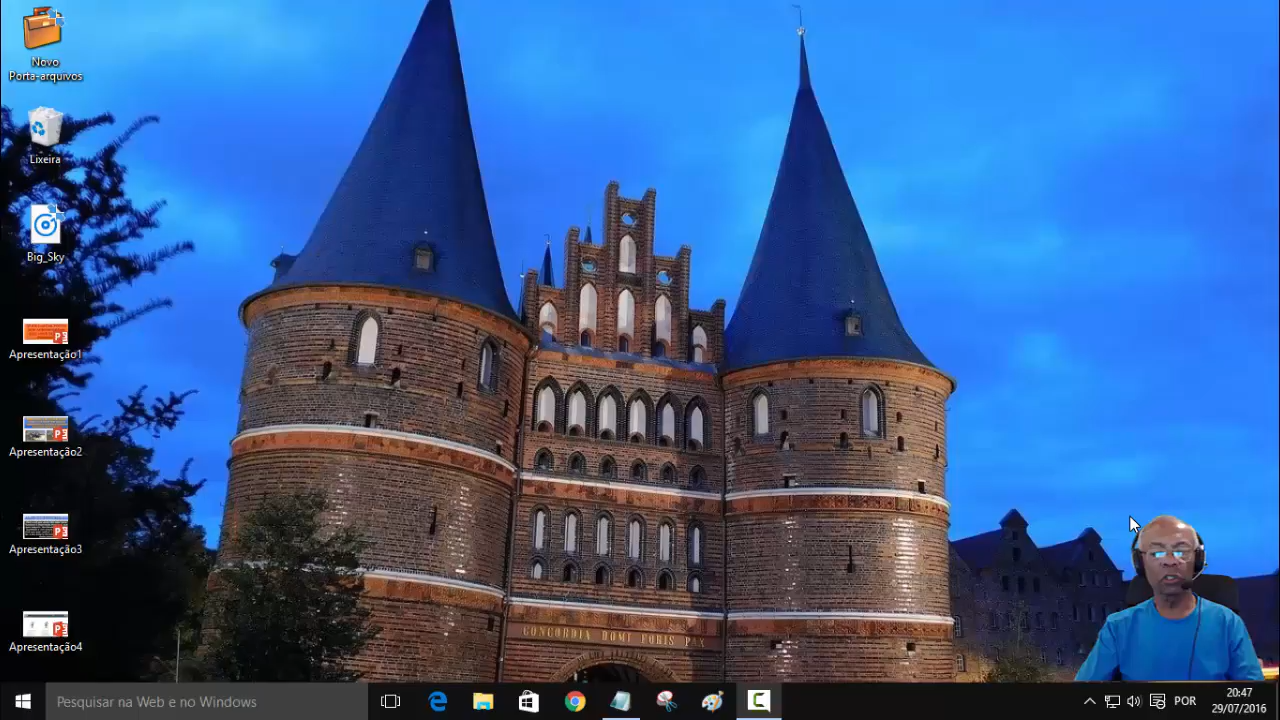 Novo
Porta-arquivos
Lixeira
Big_Sky
Apresentação1
Apresentação2
Apresentação3
Apresentação4
CONCORDIA DOMI FORIS PAX
Pesquisar na Web e no Windows
POR
20:47
29/07/2016